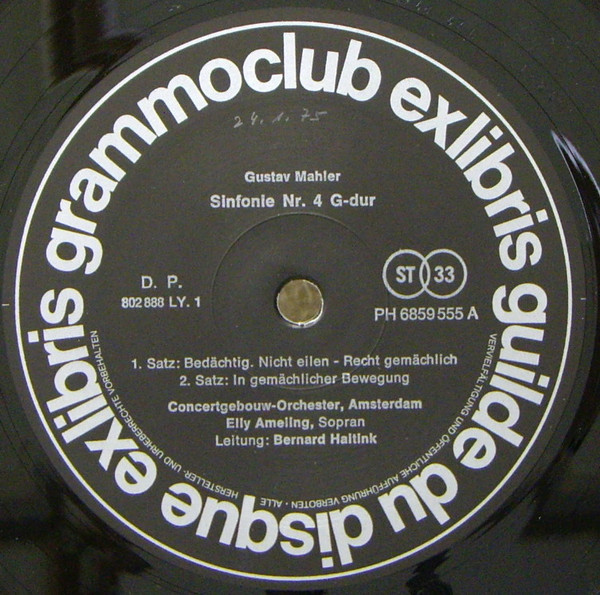 grammoclub exlibris guilde du disque exlibris
24.1.75
Gustav Mahler
Sinfonie Nr. 4 G-dur
D. P.
802 888 LY. 1
ST 33
PH 6859 555 A
1. Satz: Bedächtig. Nicht eilen - Recht gemächlich
2. Satz: In gemächlicher Bewegung
Concertgebouw-Orchester, Amsterdam
Elly Ameling, Sopran
Leitung: Bernard Haltink
VERVIELFÄLTIGUNG UND ÖFFENTLICHE AUFFÜHRUNG VERBOTEN • ALLE HERSTELLER- UND URHEBERRECHTE VORBEHALTEN